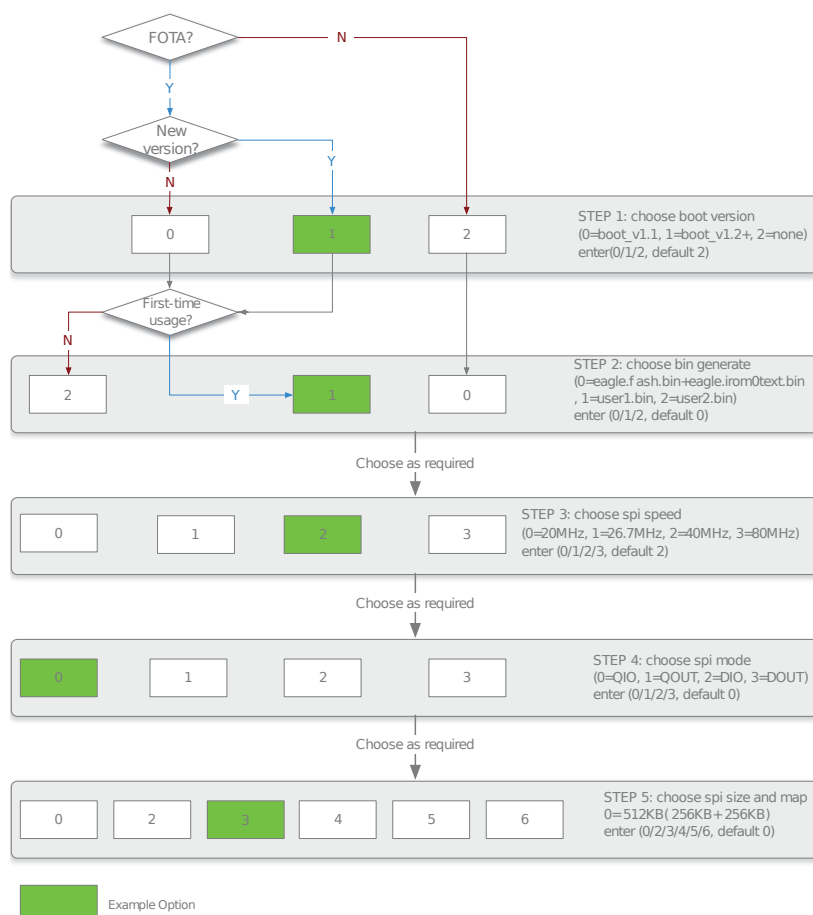 FOTA?
N
Y
New
version?
Y
N
STEP 1: choose boot version
0
1
2
(0=boot_v1.1, 1=boot_v1.2+, 2=none)
enter(0/1/2, default 2)
First-time
usage?
N
STEP 2: choose bin generate
(0=eagle.f ash.bin+eagle.irom0text.bin
2
Y
1
0
, 1=user1.bin, 2=user2.bin)
enter (0/1/2, default 0)
Choose as required
STEP 3: choose spi speed
0
1
2
3
(0=20MHz, 1=26.7MHz, 2=40MHz, 3=80MHz)
enter (0/1/2/3, default 2)
Choose as required
STEP 4: choose spi mode
0
1
2
3
(0=QIO, 1=QOUT, 2=DIO, 3=DOUT)
enter (0/1/2/3, default 0)
Choose as required
STEP 5: choose spi size and map
0
2
3
4
5
6
0=512KB( 256KB+256KB)
enter (0/2/3/4/5/6, default 0)
Example Option